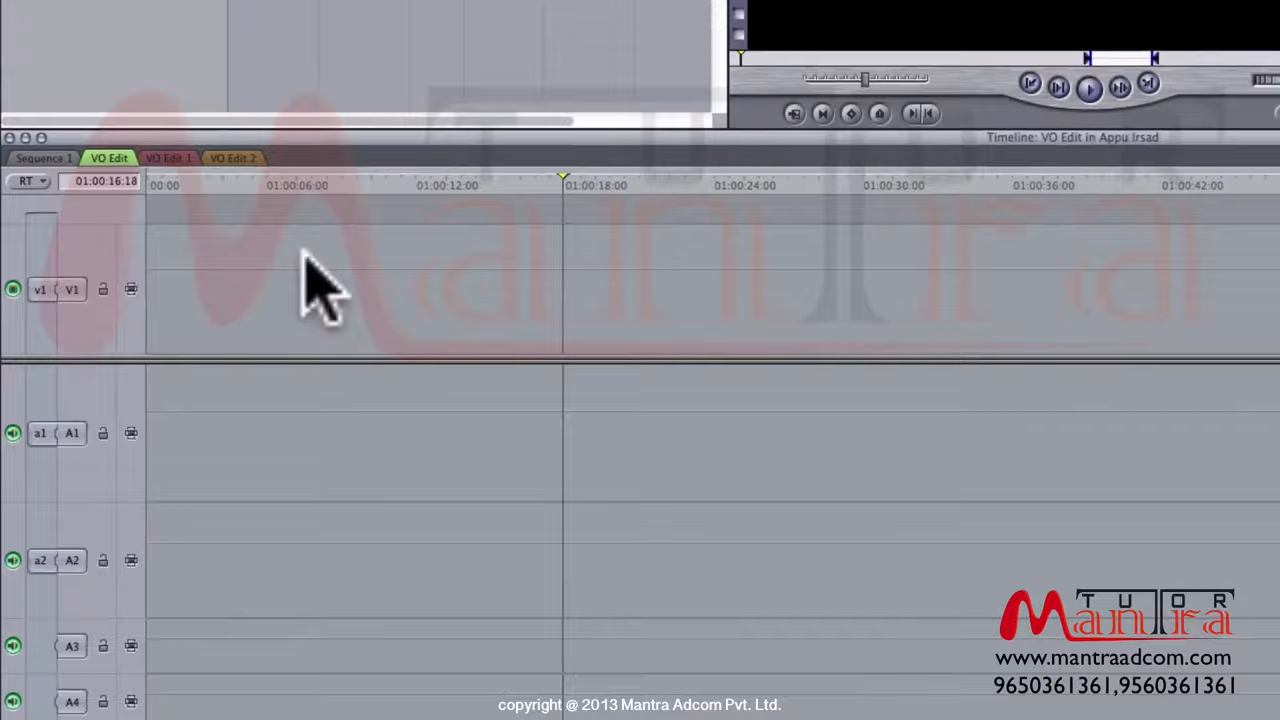 Timeline: VO Edit in Appu Irsad
Sequence 1 VO Edit VO Edit 1 VO Edit 2
RT 01:00:16:18 :00:00 01:00:06:00 01:00:12:00 01:00:18:00 01:00:24:00 01:00:30:00 01:00:36:00 01:00:42:00
ManTra
v1 V1
a1 A1
a2 A2
A3
A4
TUTOR
ManTra
www.mantraadcom.com
9650361361,9560361361
copyright @ 2013 Mantra Adcom Pvt. Ltd.